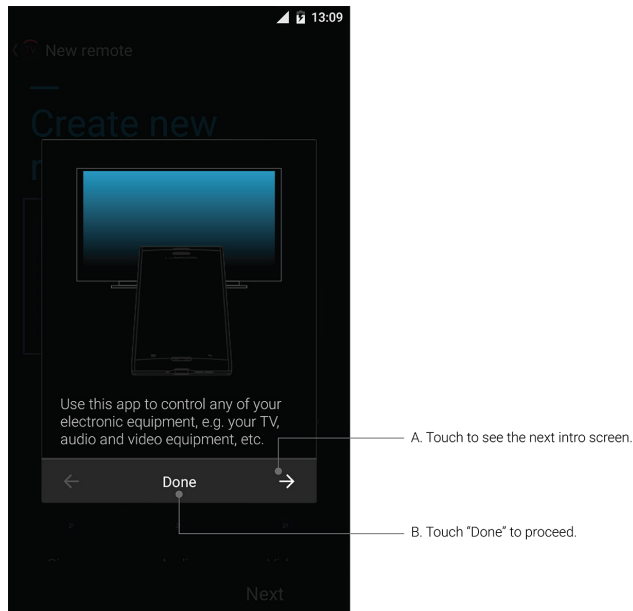 13:09
New remote
Create new
Use this app to control any of your
electronic equipment, e.g. your TV,
audio and video equipment, etc.
A. Touch to see the next intro screen.
Done
B. Touch “Done” to proceed.
Next